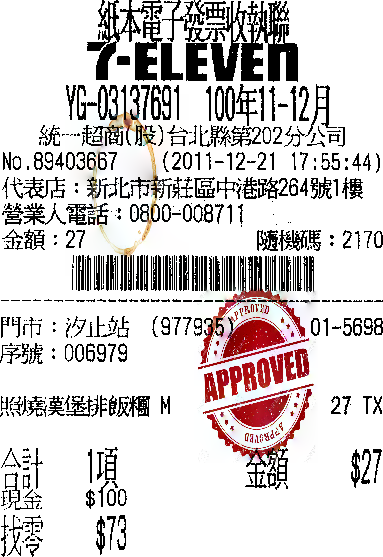 紙本電子發票收執聯
7-ELEVEn
YG-03137691 100年11-12月
統一超商(股)台北縣第202分公司
No.89403667 (2011-12-21 17:55:44)
代表店：新北市新莊區中港路264號1樓
營業人電話：0800-008711
金額：27 隨機碼：2170
門市：汐止站 (977935) 01-5698
序號：006979
APPROVED
APPROVED
APPROVED
照燒漢堡排飯糰 M 27 TX
合計 1項 金額 $27
現金 $100
找零 $73